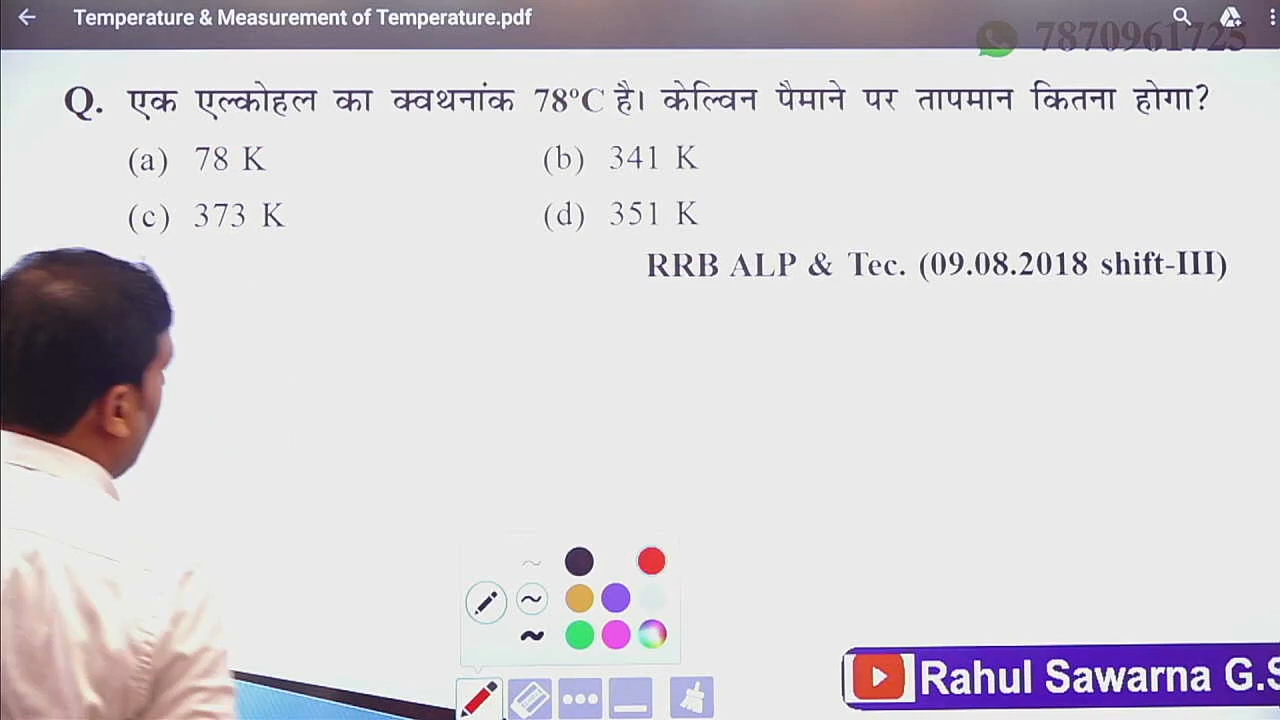 Temperature & Measurement of Temperature.pdf
7870961725
Q. एक एल्कोहल का क्वथनांक 78°C है। केल्विन पैमाने पर तापमान कितना होगा?
(a) 78 K (b) 341 K
(c) 373 K (d) 351 K
RRB ALP & Tec. (09.08.2018 shift-III)
Rahul Sawarna G.S